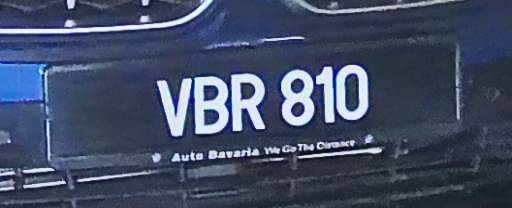 VBR 810
Auto Bavaria We Go The Distance